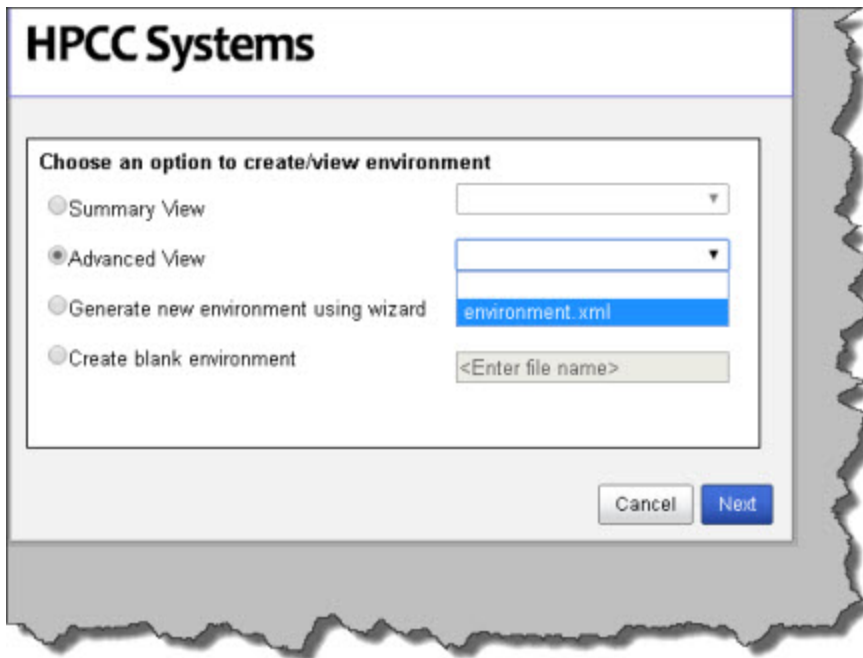 HPCC Systems
Choose an option to create/view environment
Summary View
Advanced View
Generate new environment using wizard
environment.xml
Create blank environment
<Enter file name>
Cancel
Next